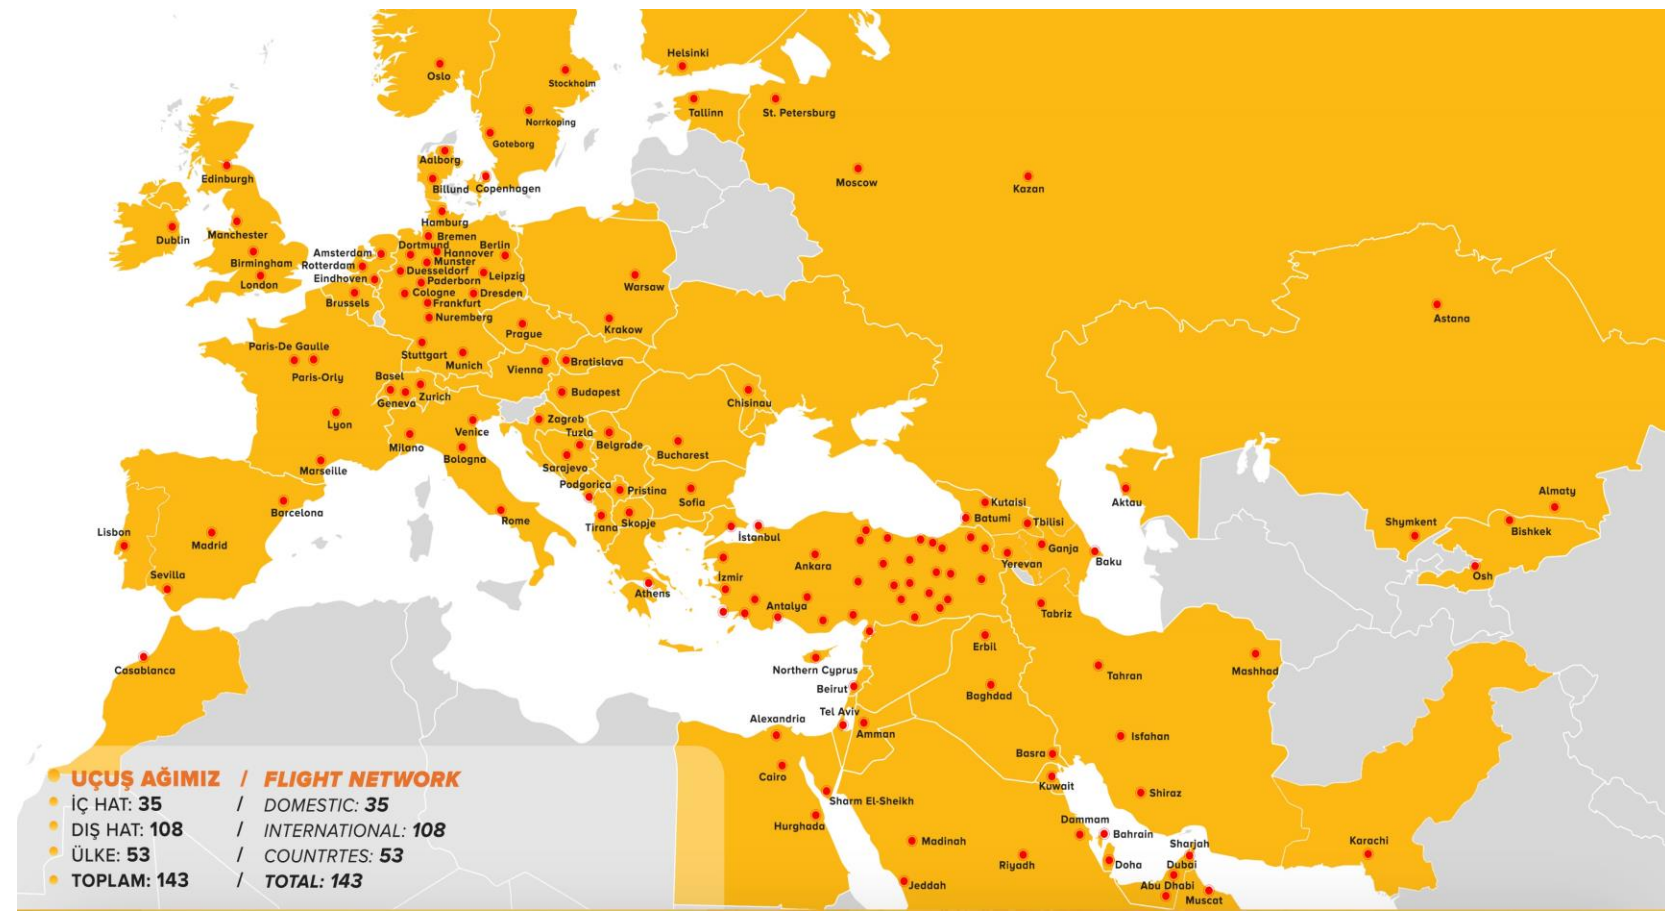 Helsinki
Oslo
Stockholm
Tallinn
St. Petersburg
Norrkoping
Goteborg
Aalborg
Edinburgh
Billund
Copenhagen
Moscow
Kazan
Hamburg
Dublin
Manchester
Bremen
Dortmund
Berlin
Amsterdam
Hannover
Birmingham
Rotterdam
Munster
Duesseldorf
Leipzig
Eindhoven
Paderborn
London
Warsaw
Cologne
Dresden
Brussels
Frankfurt
Nuremberg
Astana
Prague
Krakow
Paris-De Gaulle
Stuttgart
Munich
Vienna
Bratislava
Paris-Orly
Basel
Zurich
Geneva
Budapest
Chisinau
Lyon
Zagreb
Venice
Tuzla
Milano
Belgrade
Bologna
Bucharest
Sarajevo
Marseille
Podgorica
Pristina
Sofia
Almaty
Aktau
Kutaisi
Barcelona
Rome
Tirana
Skopje
Batumi
Tbilisi
Shymkent
Bishkek
Lisbon
Madrid
İstanbul
Ganja
Yerevan
Baku
Ankara
Sevilla
İzmir
Osh
Athens
Antalya
Tabriz
Erbil
Casablanca
Northern Cyprus
Tahran
Mashhad
Beirut
Baghdad
Tel Aviv
Alexandria
Amman
Isfahan
Basra
Cairo
Kuwait
Shiraz
Sharm El-Sheikh
Hurghada
Dammam
Bahrain
Madinah
Sharjah
Karachi
Riyadh
Doha
Dubai
Jeddah
Abu Dhabi
Muscat
UÇUŞ AĞIMIZ / FLIGHT NETWORK
İÇ HAT: 35 / DOMESTIC: 35
DIŞ HAT: 108 / INTERNATIONAL: 108
ÜLKE: 53 / COUNTRTES: 53
TOPLAM: 143 / TOTAL: 143